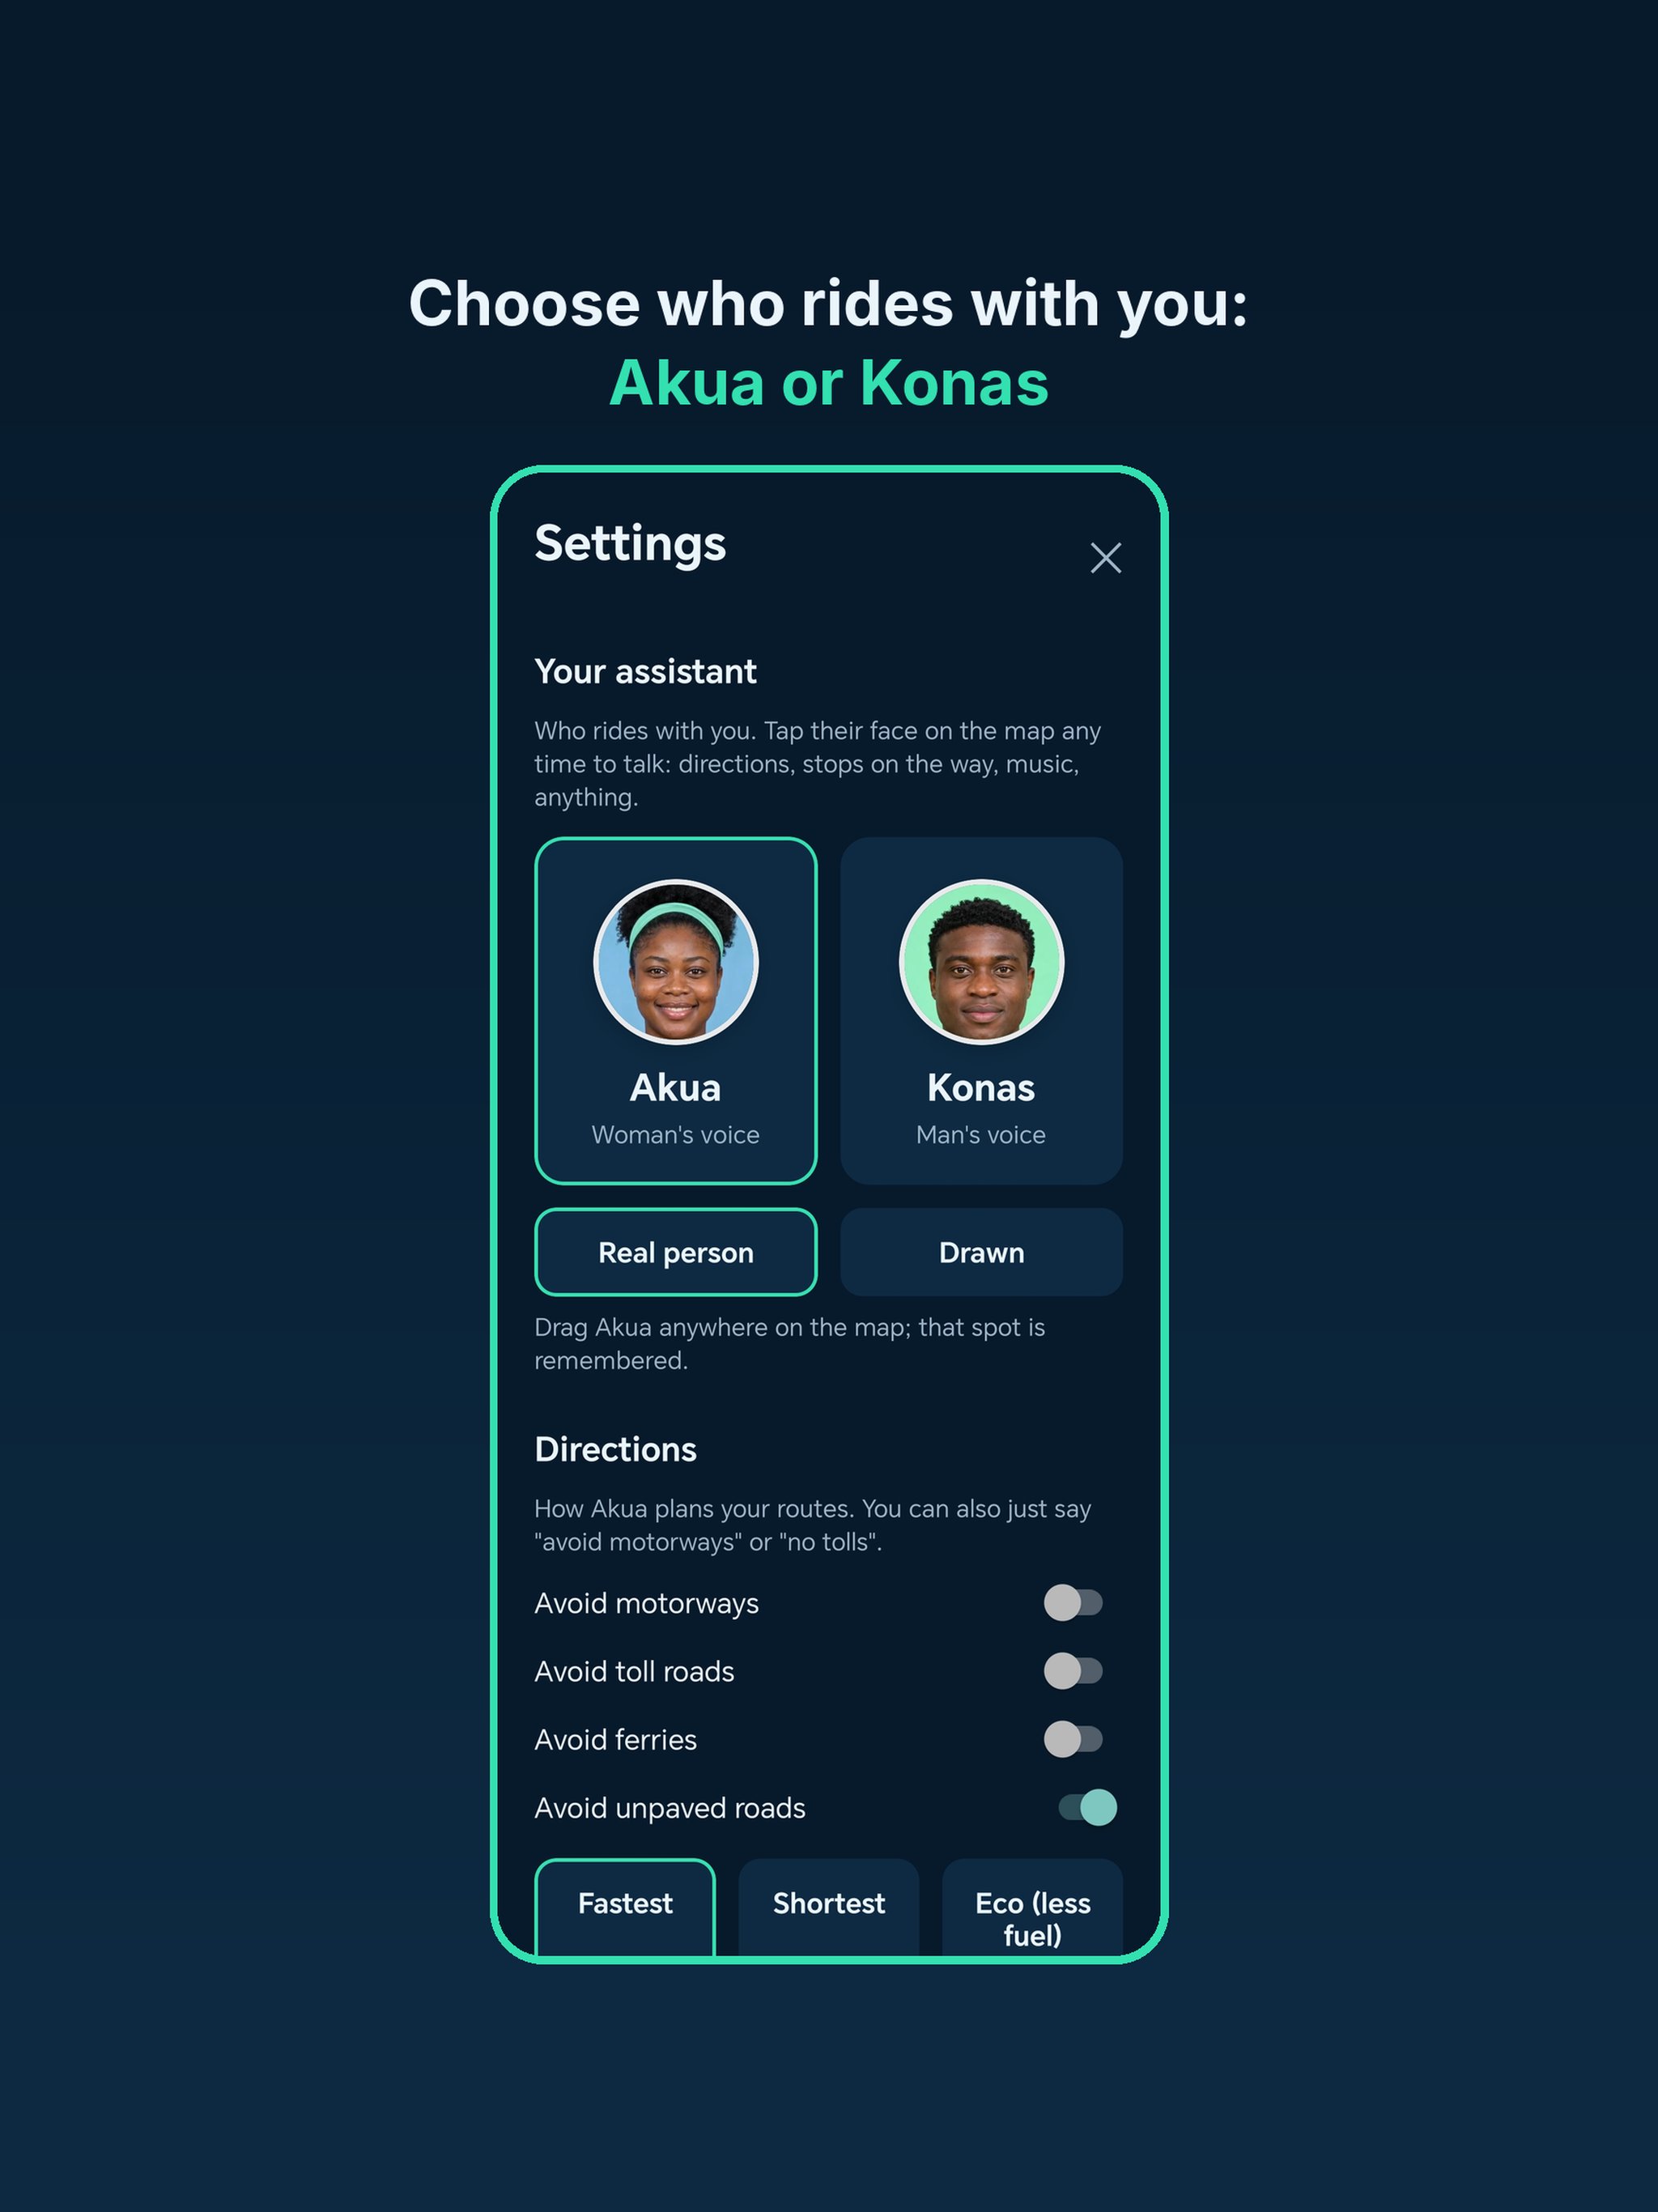 Choose who rides with you:
Akua or Konas
Settings
Your assistant
Who rides with you. Tap their face on the map any
time to talk: directions, stops on the way, music,
anything.
Akua
Woman's voice
Konas
Man's voice
Real person
Drawn
Drag Akua anywhere on the map; that spot is
remembered.
Directions
How Akua plans your routes. You can also just say
"avoid motorways" or "no tolls".
Avoid motorways
Avoid toll roads
Avoid ferries
Avoid unpaved roads
Fastest
Shortest
Eco (less
fuel)